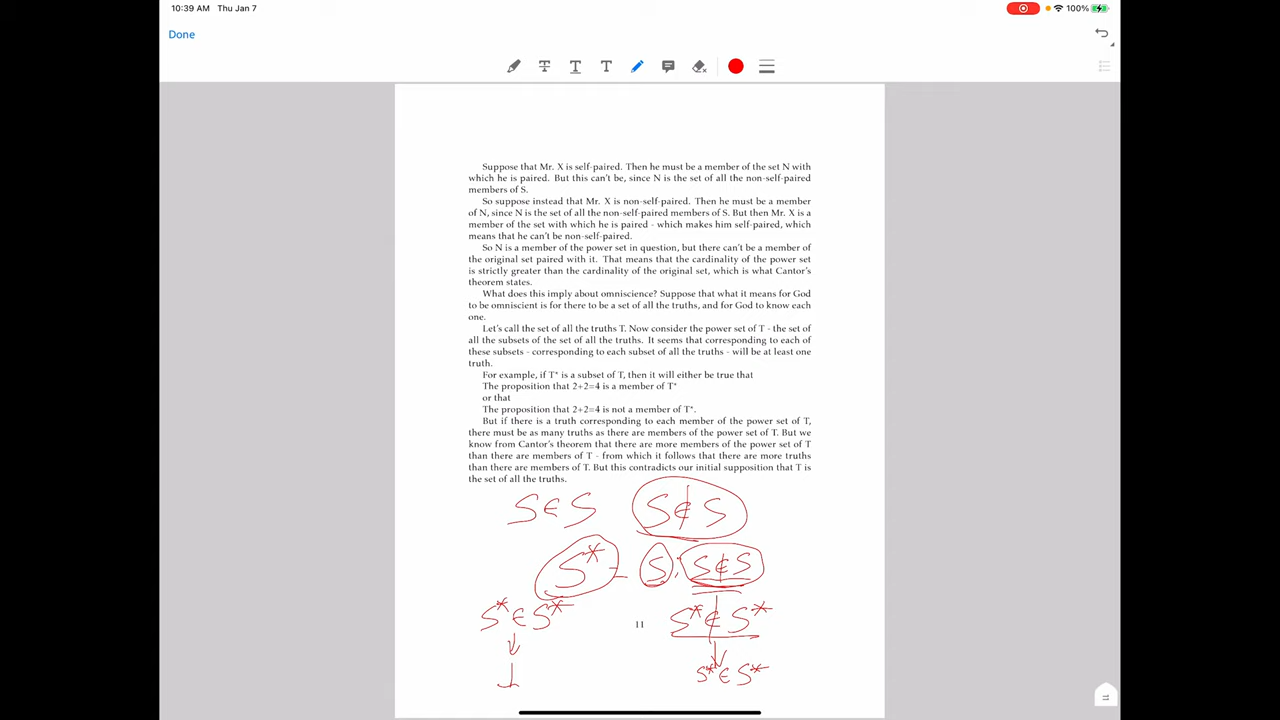 10:39 AM Thu Jan 7
100%
Done
Suppose that Mr. X is self-paired. Then he must be a member of the set N with
which he is paired. But this can't be, since N is the set of all the non-self-paired
members of S.
So suppose instead that Mr. X is non-self-paired. Then he must be a member
of N, since N is the set of all the non-self-paired members of S. But then Mr. X is a
member of the set with which he is paired - which makes him self-paired, which
means that he can't be non-self-paired.
So N is a member of the power set in question, but there can't be a member of
the original set paired with it. That means that the cardinality of the power set
is strictly greater than the cardinality of the original set, which is what Cantor's
theorem states.
What does this imply about omniscience? Suppose that what it means for God
to be omniscient is for there to be a set of all the truths, and for God to know each
one.
Let's call the set of all the truths T. Now consider the power set of T - the set of
all the subsets of the set of all the truths. It seems that corresponding to each of
these subsets - corresponding to each subset of all the truths - will be at least one
truth.
For example, if T* is a subset of T, then it will either be true that
The proposition that 2+2=4 is a member of T*
or that
The proposition that 2+2=4 is not a member of T*.
But if there is a truth corresponding to each member of the power set of T,
there must be as many truths as there are members of the power set of T. But we
know from Cantor's theorem that there are more members of the power set of T
than there are members of T - from which it follows that there are more truths
than there are members of T. But this contradicts our initial supposition that T is
the set of all the truths.
S∈S S∉S
S* - S: S∉S
S*∈S* S*∉S*
11
↓ ↓
⊥ S*∈S*